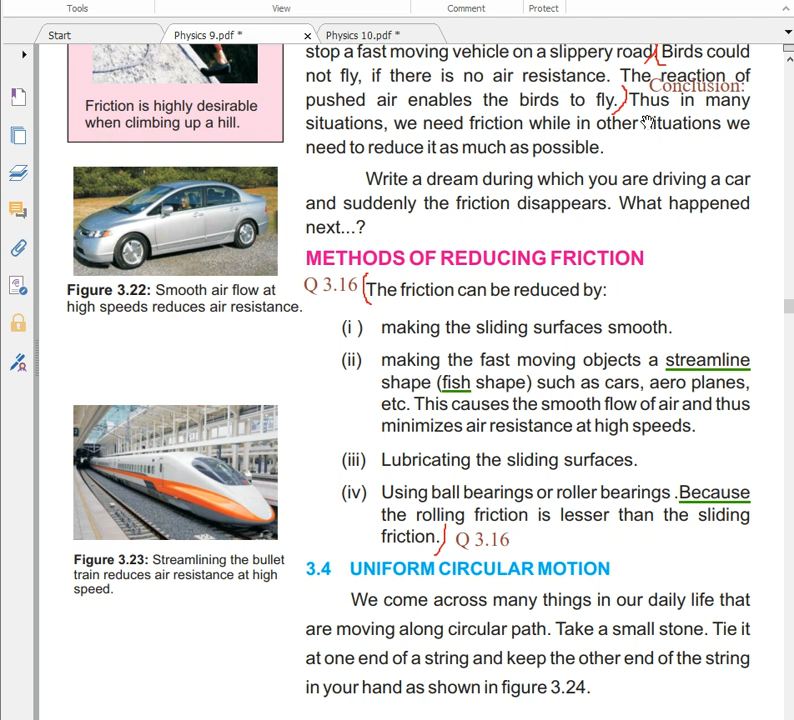 Tools View Comment Protect
Start Physics 9.pdf * × Physics 10.pdf *
stop a fast moving vehicle on a slippery road. Birds could
not fly, if there is no air resistance. The reaction of
Conclusion:
pushed air enables the birds to fly. Thus in many
situations, we need friction while in other situations we
need to reduce it as much as possible.
Friction is highly desirable
when climbing up a hill.
Write a dream during which you are driving a car
and suddenly the friction disappears. What happened
next...?
METHODS OF REDUCING FRICTION
Figure 3.22: Smooth air flow at
high speeds reduces air resistance.
Q 3.16 The friction can be reduced by:
(i ) making the sliding surfaces smooth.
(ii) making the fast moving objects a streamline
shape (fish shape) such as cars, aero planes,
etc. This causes the smooth flow of air and thus
minimizes air resistance at high speeds.
(iii) Lubricating the sliding surfaces.
(iv) Using ball bearings or roller bearings .Because
the rolling friction is lesser than the sliding
friction. Q 3.16
Figure 3.23: Streamlining the bullet
train reduces air resistance at high
speed.
3.4 UNIFORM CIRCULAR MOTION
We come across many things in our daily life that
are moving along circular path. Take a small stone. Tie it
at one end of a string and keep the other end of the string
in your hand as shown in figure 3.24.